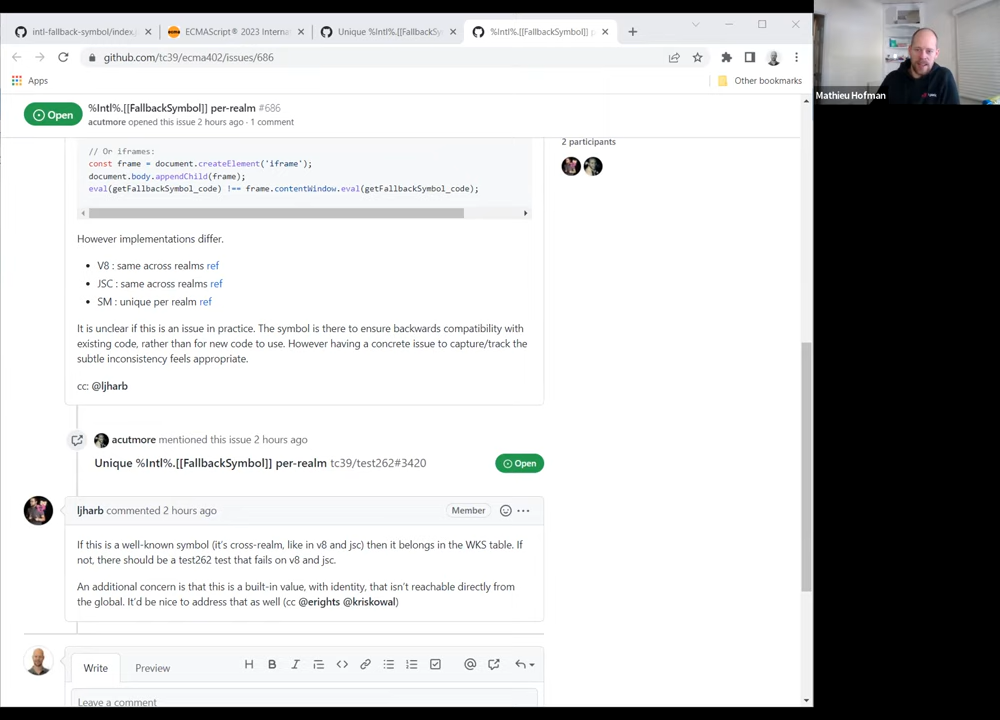 intl-fallback-symbol/index.
ECMAScript® 2023 Interna
Unique %Intl%.[[FallbackSy
%Intl%.[[FallbackSymbol]] p
github.com/tc39/ecma402/issues/686
Apps
Other bookmarks
Mathieu Hofman
Open
%Intl%.[[FallbackSymbol]] per-realm #686
acutmore opened this issue 2 hours ago · 1 comment
2 participants
// Or iframes:
const frame = document.createElement('iframe');
document.body.appendChild(frame);
eval(getFallbackSymbol_code) !== frame.contentWindow.eval(getFallbackSymbol_code);
However implementations differ.
• V8 : same across realms ref
• JSC : same across realms ref
• SM : unique per realm ref
It is unclear if this is an issue in practice. The symbol is there to ensure backwards compatibility with
existing code, rather than for new code to use. However having a concrete issue to capture/track the
subtle inconsistency feels appropriate.
cc: @ljharb
acutmore mentioned this issue 2 hours ago
Unique %Intl%.[[FallbackSymbol]] per-realm tc39/test262#3420
Open
ljharb commented 2 hours ago
Member
If this is a well-known symbol (it's cross-realm, like in v8 and jsc) then it belongs in the WKS table. If
not, there should be a test262 test that fails on v8 and jsc.
An additional concern is that this is a built-in value, with identity, that isn't reachable directly from
the global. It'd be nice to address that as well (cc @erights @kriskowal)
Write
Preview
Leave a comment